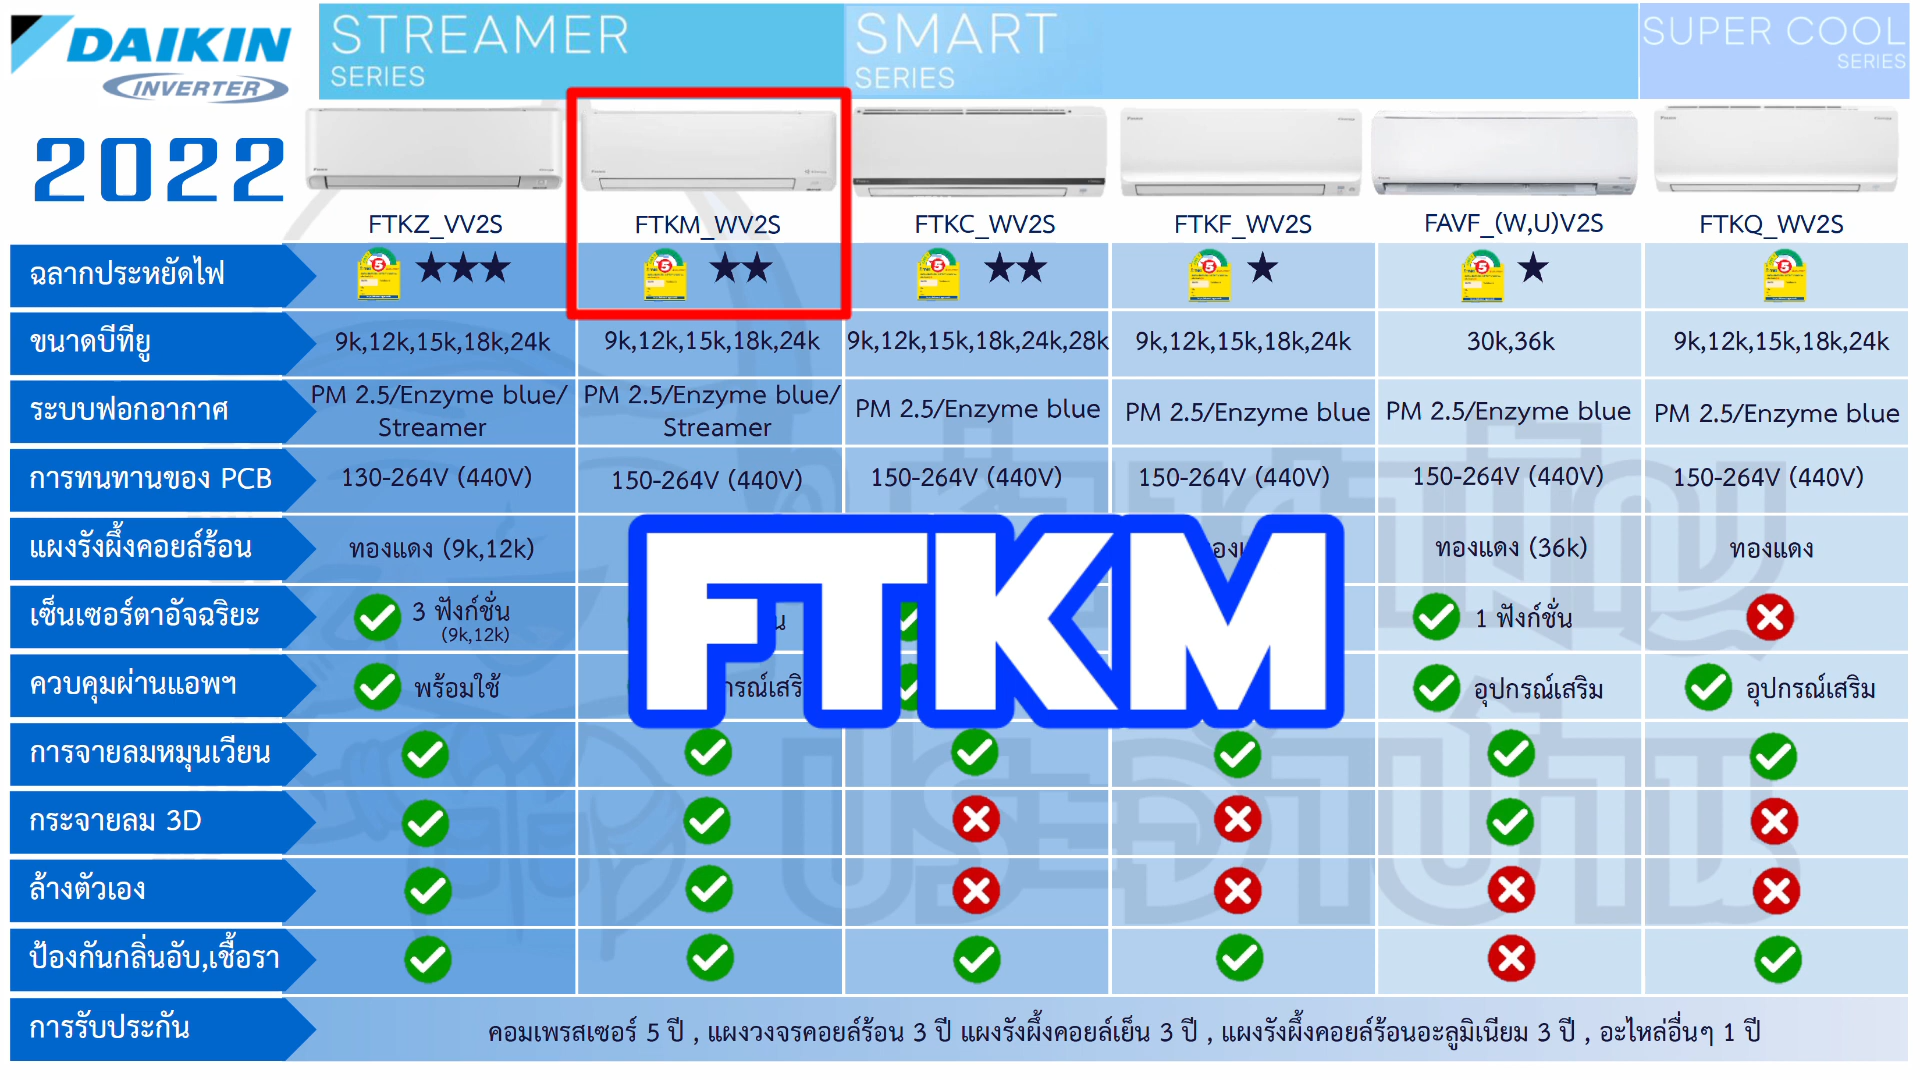 DAIKIN
INVERTER
2022
STREAMER
SERIES
SMART
SERIES
SUPER COOL
SERIES
FTKZ_VV2S FTKM_WV2S FTKC_WV2S FTKF_WV2S FAVF_(W,U)V2S FTKQ_WV2S
ฉลากประหยัดไฟ 5 ★★★ 5 ★★ 5 ★★ 5 ★ 5 ★ 5
ขนาดบีทียู 9k,12k,15k,18k,24k 9k,12k,15k,18k,24k 9k,12k,15k,18k,24k,28k 9k,12k,15k,18k,24k 30k,36k 9k,12k,15k,18k,24k
ระบบฟอกอากาศ PM 2.5/Enzyme blue/ Streamer PM 2.5/Enzyme blue/ Streamer PM 2.5/Enzyme blue PM 2.5/Enzyme blue PM 2.5/Enzyme blue PM 2.5/Enzyme blue
การทนทานของ PCB 130-264V (440V) 150-264V (440V) 150-264V (440V) 150-264V (440V) 150-264V (440V) 150-264V (440V)
แผงรังผึ้งคอยล์ร้อน ทองแดง (9k,12k) ทองแดง (36k) ทองแดง
FTKM
เซ็นเซอร์ตาอัจฉริยะ 3 ฟังก์ชั่น (9k,12k) 1 ฟังก์ชั่น
ควบคุมผ่านแอพฯ พร้อมใช้ อุปกรณ์เสริม อุปกรณ์เสริม
การจายลมหมุนเวียน
กระจายลม 3D
ล้างตัวเอง
ป้องกันกลิ่นอับ,เชื้อรา
การรับประกัน คอมเพรสเซอร์ 5 ปี , แผงวงจรคอยล์ร้อน 3 ปี แผงรังผึ้งคอยล์เย็น 3 ปี , แผงรังผึ้งคอยล์ร้อนอะลูมิเนียม 3 ปี , อะไหล่อื่นๆ 1 ปี